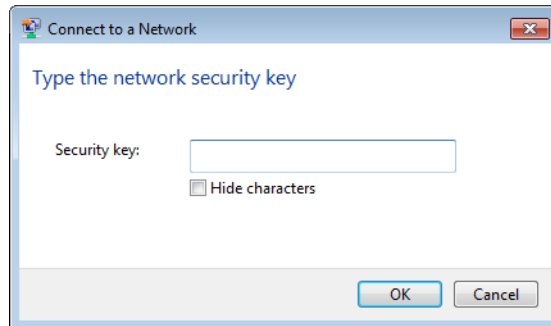 Connect to a Network
Type the network security key
Security key:
Hide characters
OK Cancel